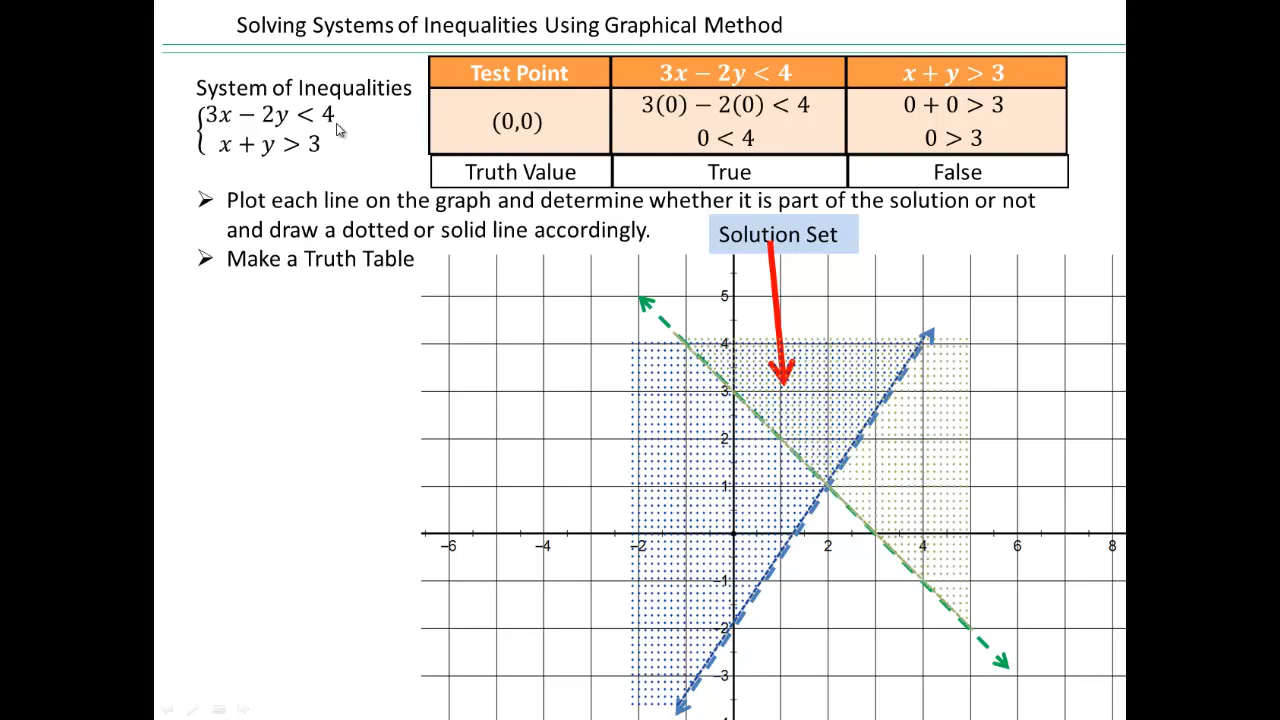 Solving Systems of Inequalities Using Graphical Method
System of Inequalities
3x − 2y < 4
x + y > 3
Test Point 3x − 2y < 4 x + y > 3
(0,0) 3(0) − 2(0) < 4 0 + 0 > 3
0 < 4 0 > 3
Truth Value True False
➢ Plot each line on the graph and determine whether it is part of the solution or not
and draw a dotted or solid line accordingly.
➢ Make a Truth Table
Solution Set
5
4
3
2
1
−6 −4 −2 2 4 6 8
−1
−2
−3